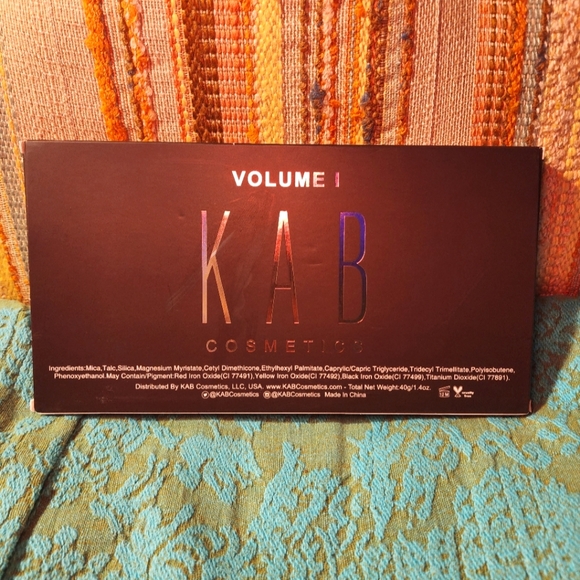 VOLUME I
KAB
COSMETICS
Ingredients:Mica,Talc,Silica,Magnesium Myristate,Cetyl Dimethicone,Ethylhexyl Palmitate,Caprylic/Capric Triglyceride,Tridecyl Trimellitate,Polyisobutene,
Phenoxyethanol.May Contain/Pigment:Red Iron Oxide(CI 77491),Yellow Iron Oxide(CI 77492),Black Iron Oxide(CI 77499),Titanium Dioxide(CI 77891).
Distributed By KAB Cosmetics, LLC, USA. www.KABCosmetics.com - Total Net Weight:40g/1.4oz.
@KABCosmetics @KABCosmetics Made In China